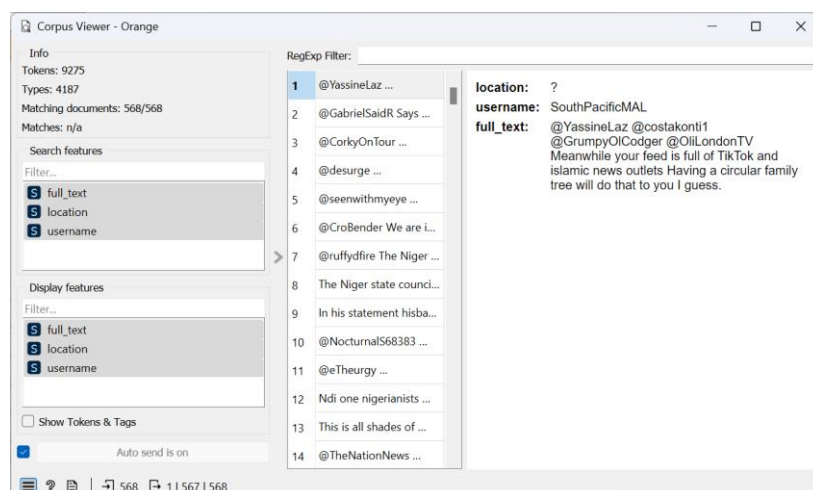 Corpus Viewer - Orange
Info
Tokens: 9275
Types: 4187
Matching documents: 568/568
Matches: n/a
Search features
Filter...
S full_text
S location
S username
Display features
Filter...
S full_text
S location
S username
Show Tokens & Tags
Auto send is on
568 1 | 567 | 568
RegExp Filter:
1 @YassineLaz ...
2 @GabrielSaidR Says ...
3 @CorkyOnTour ...
4 @desurge ...
5 @seenwithmyeye ...
6 @CroBender We are i...
7 @ruffydfire The Niger ...
8 The Niger state counci...
9 In his statement hisba...
10 @NocturnalS68383 ...
11 @eTheurgy ...
12 Ndi one nigerianists ...
13 This is all shades of ...
14 @TheNationNews ...
location: ?
username: SouthPacificMAL
full_text: @YassineLaz @costakonti1
@GrumpyOlCodger @OliLondonTV
Meanwhile your feed is full of TikTok and
islamic news outlets Having a circular family
tree will do that to you I guess.